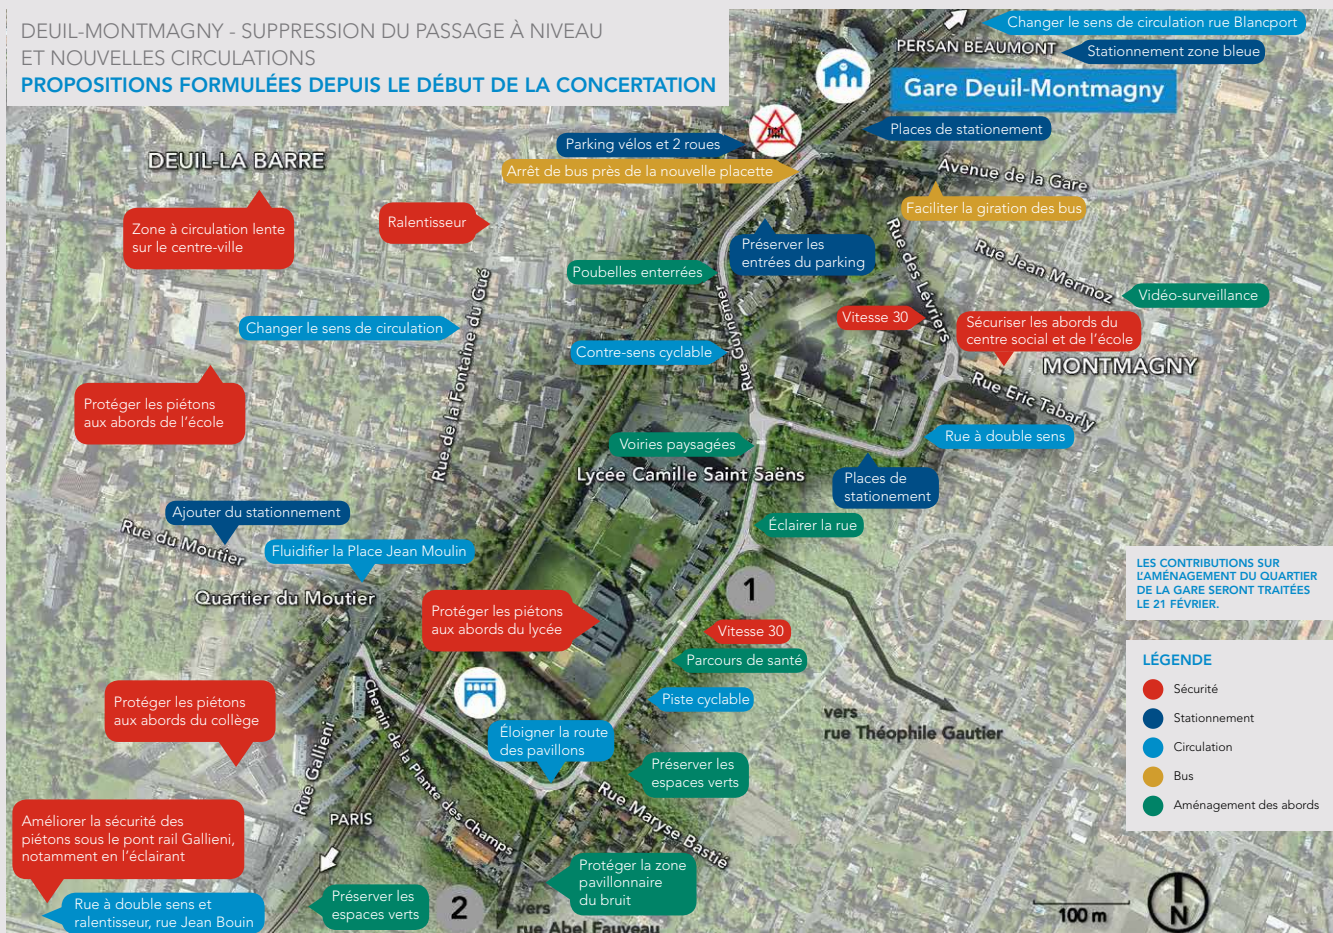 DEUIL-MONTMAGNY - SUPPRESSION DU PASSAGE À NIVEAU
ET NOUVELLES CIRCULATIONS
PROPOSITIONS FORMULÉES DEPUIS LE DÉBUT DE LA CONCERTATION
Changer le sens de circulation rue Blancport
PERSAN BEAUMONT
Stationnement zone bleue
Gare Deuil-Montmagny
Places de stationnement
Parking vélos et 2 roues
DEUIL-LA BARRE
Arrêt de bus près de la nouvelle placette
Avenue de la Gare
Faciliter la giration des bus
Zone à circulation lente
sur le centre-ville
Ralentisseur
Rue des Lévriers
Préserver les
entrées du parking
Rue Jean Mermoz
Poubelles enterrées
Vidéo-surveillance
Rue Guynemer
Vitesse 30
Changer le sens de circulation
Rue de la Fontaine du Gué
Sécuriser les abords du
centre social et de l'école
Contre-sens cyclable
MONTMAGNY
Rue Eric Tabarly
Protéger les piétons
aux abords de l'école
Voiries paysagées
Rue à double sens
Lycée Camille Saint Saëns
Places de
stationnement
Ajouter du stationnement
Rue du Moutier
Éclairer la rue
Fluidifier la Place Jean Moulin
LES CONTRIBUTIONS SUR
L'AMÉNAGEMENT DU QUARTIER
DE LA GARE SERONT TRAITÉES
LE 21 FÉVRIER.
Quartier du Moutier
1
Protéger les piétons
aux abords du lycée
Vitesse 30
Parcours de santé
LÉGENDE
Sécurité
Stationnement
Circulation
Bus
Aménagement des abords
Protéger les piétons
aux abords du collège
Piste cyclable
vers
rue Théophile Gautier
Chemin de la Plante des Champs
Éloigner la route
des pavillons
Rue Gallieni
Préserver les
espaces verts
Rue Maryse Bastié
PARIS
Améliorer la sécurité des
piétons sous le pont rail Gallieni,
notamment en l'éclairant
Protéger la zone
pavillonnaire
du bruit
Rue à double sens et
ralentisseur, rue Jean Bouin
Préserver les
espaces verts
2
vers
rue Abel Fauveau
100 m
N